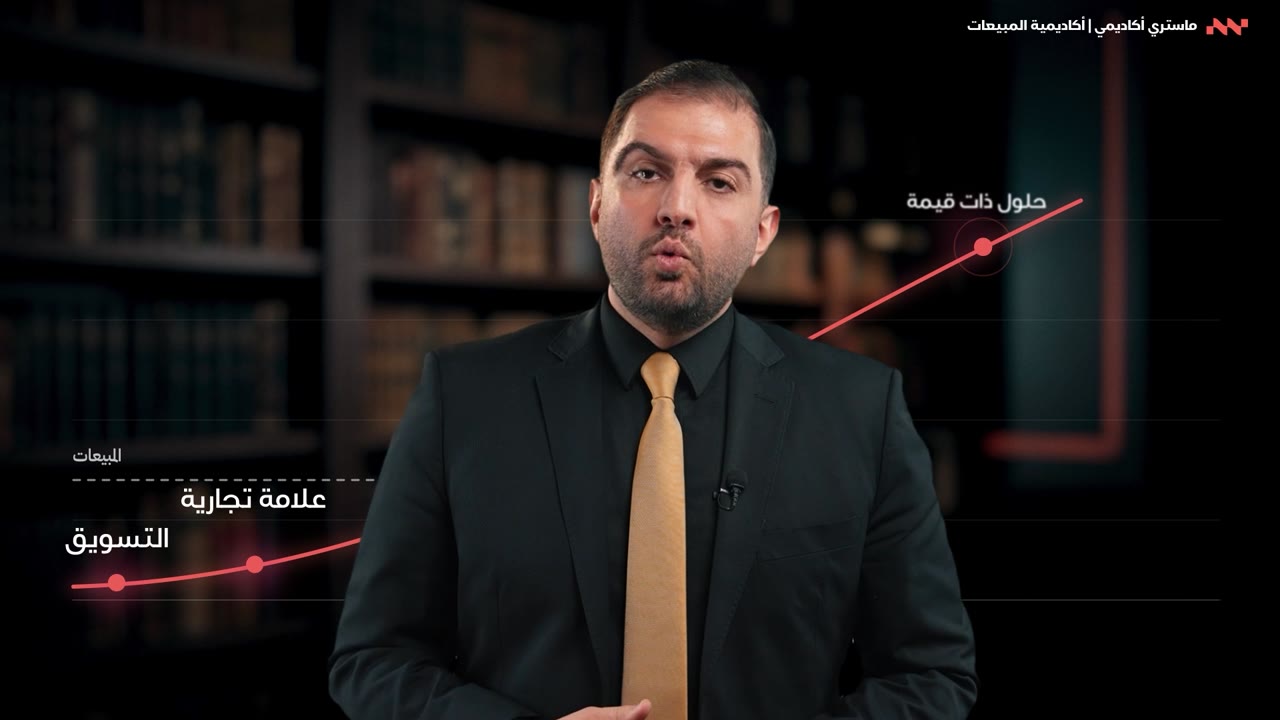 ماستري أكاديمي | أكاديمية المبيعات
حلول ذات قيمة
المبيعات
علامة تجارية
التسويق